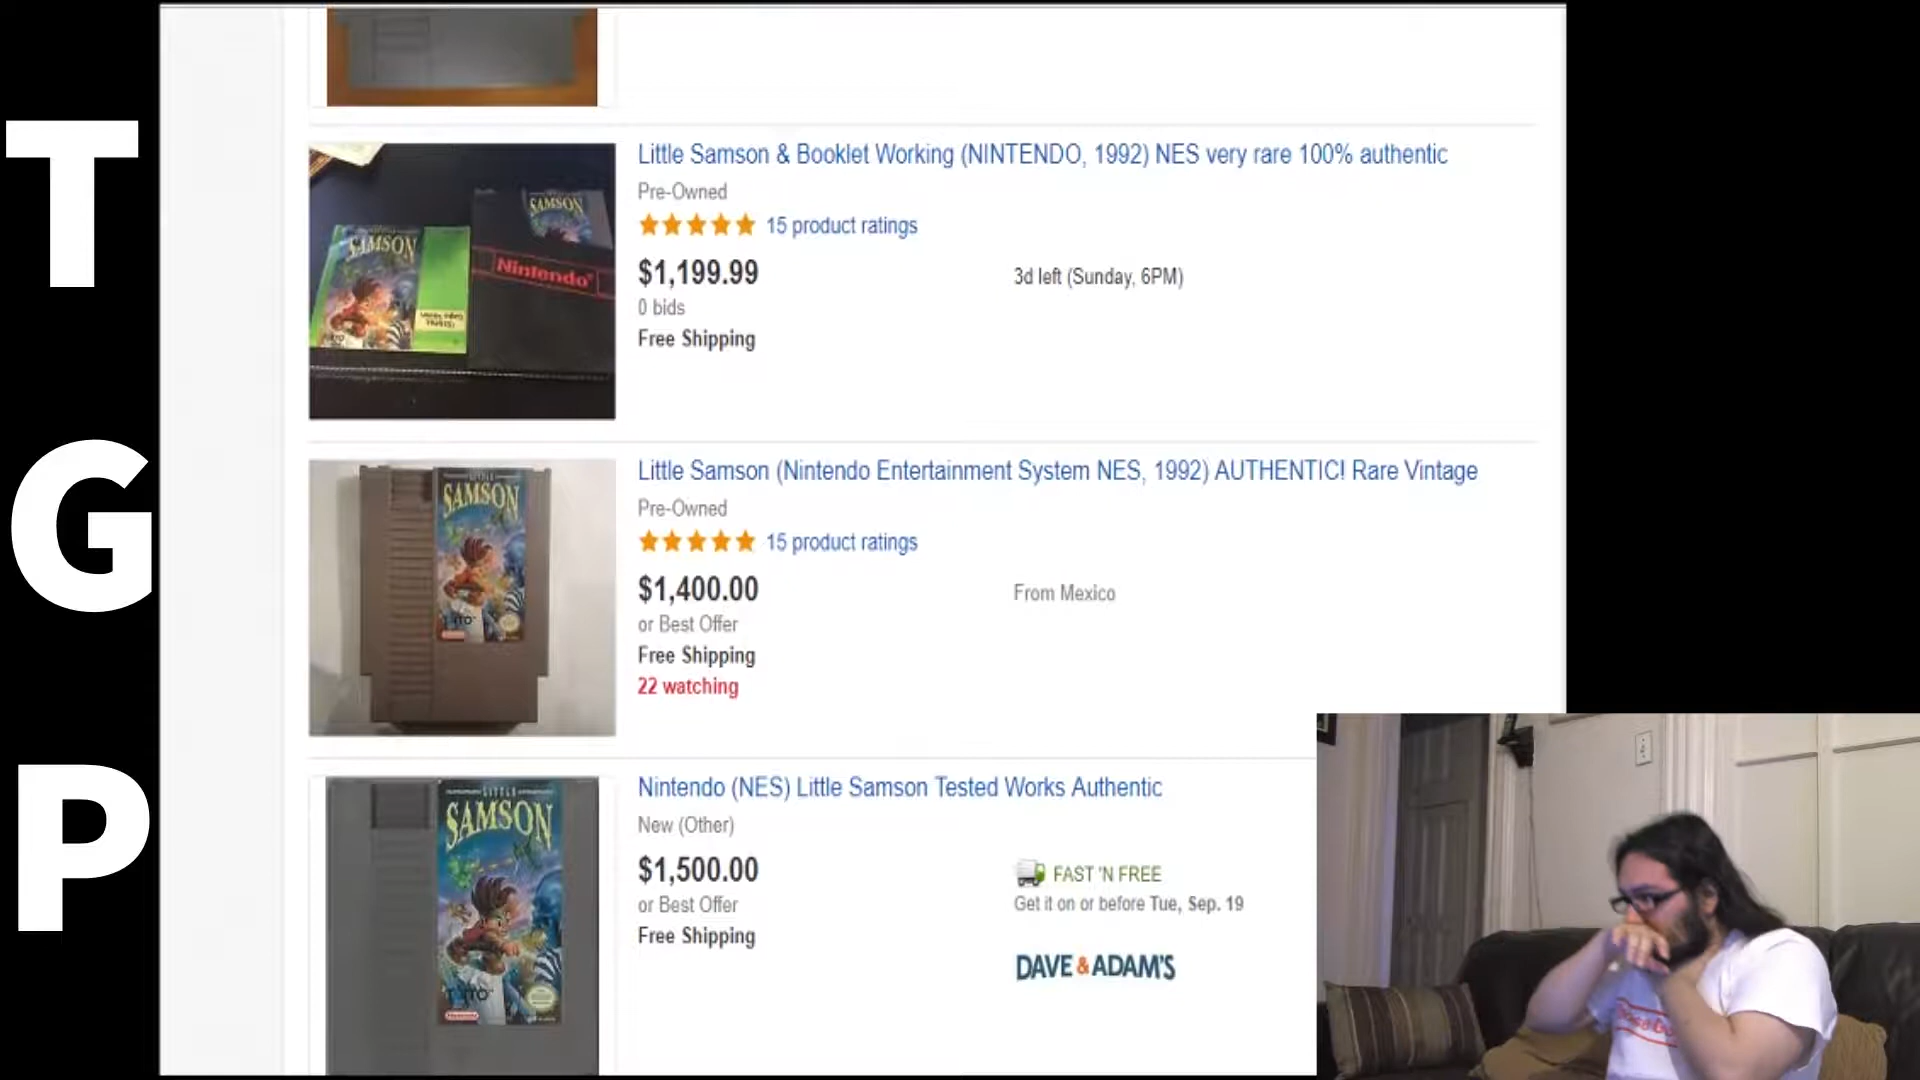 T
G
P
Little Samson & Booklet Working (NINTENDO, 1992) NES very rare 100% authentic
Pre-Owned
15 product ratings
$1,199.99
0 bids
Free Shipping
3d left (Sunday, 6PM)
SAMSON
SAMSON
Nintendo
Little Samson (Nintendo Entertainment System NES, 1992) AUTHENTIC! Rare Vintage
Pre-Owned
15 product ratings
$1,400.00
or Best Offer
Free Shipping
22 watching
From Mexico
SAMSON
Nintendo (NES) Little Samson Tested Works Authentic
New (Other)
$1,500.00
or Best Offer
Free Shipping
FAST 'N FREE
Get it on or before Tue, Sep. 19
DAVE & ADAM'S
LITTLE
SAMSON
TAITO
Nintendo